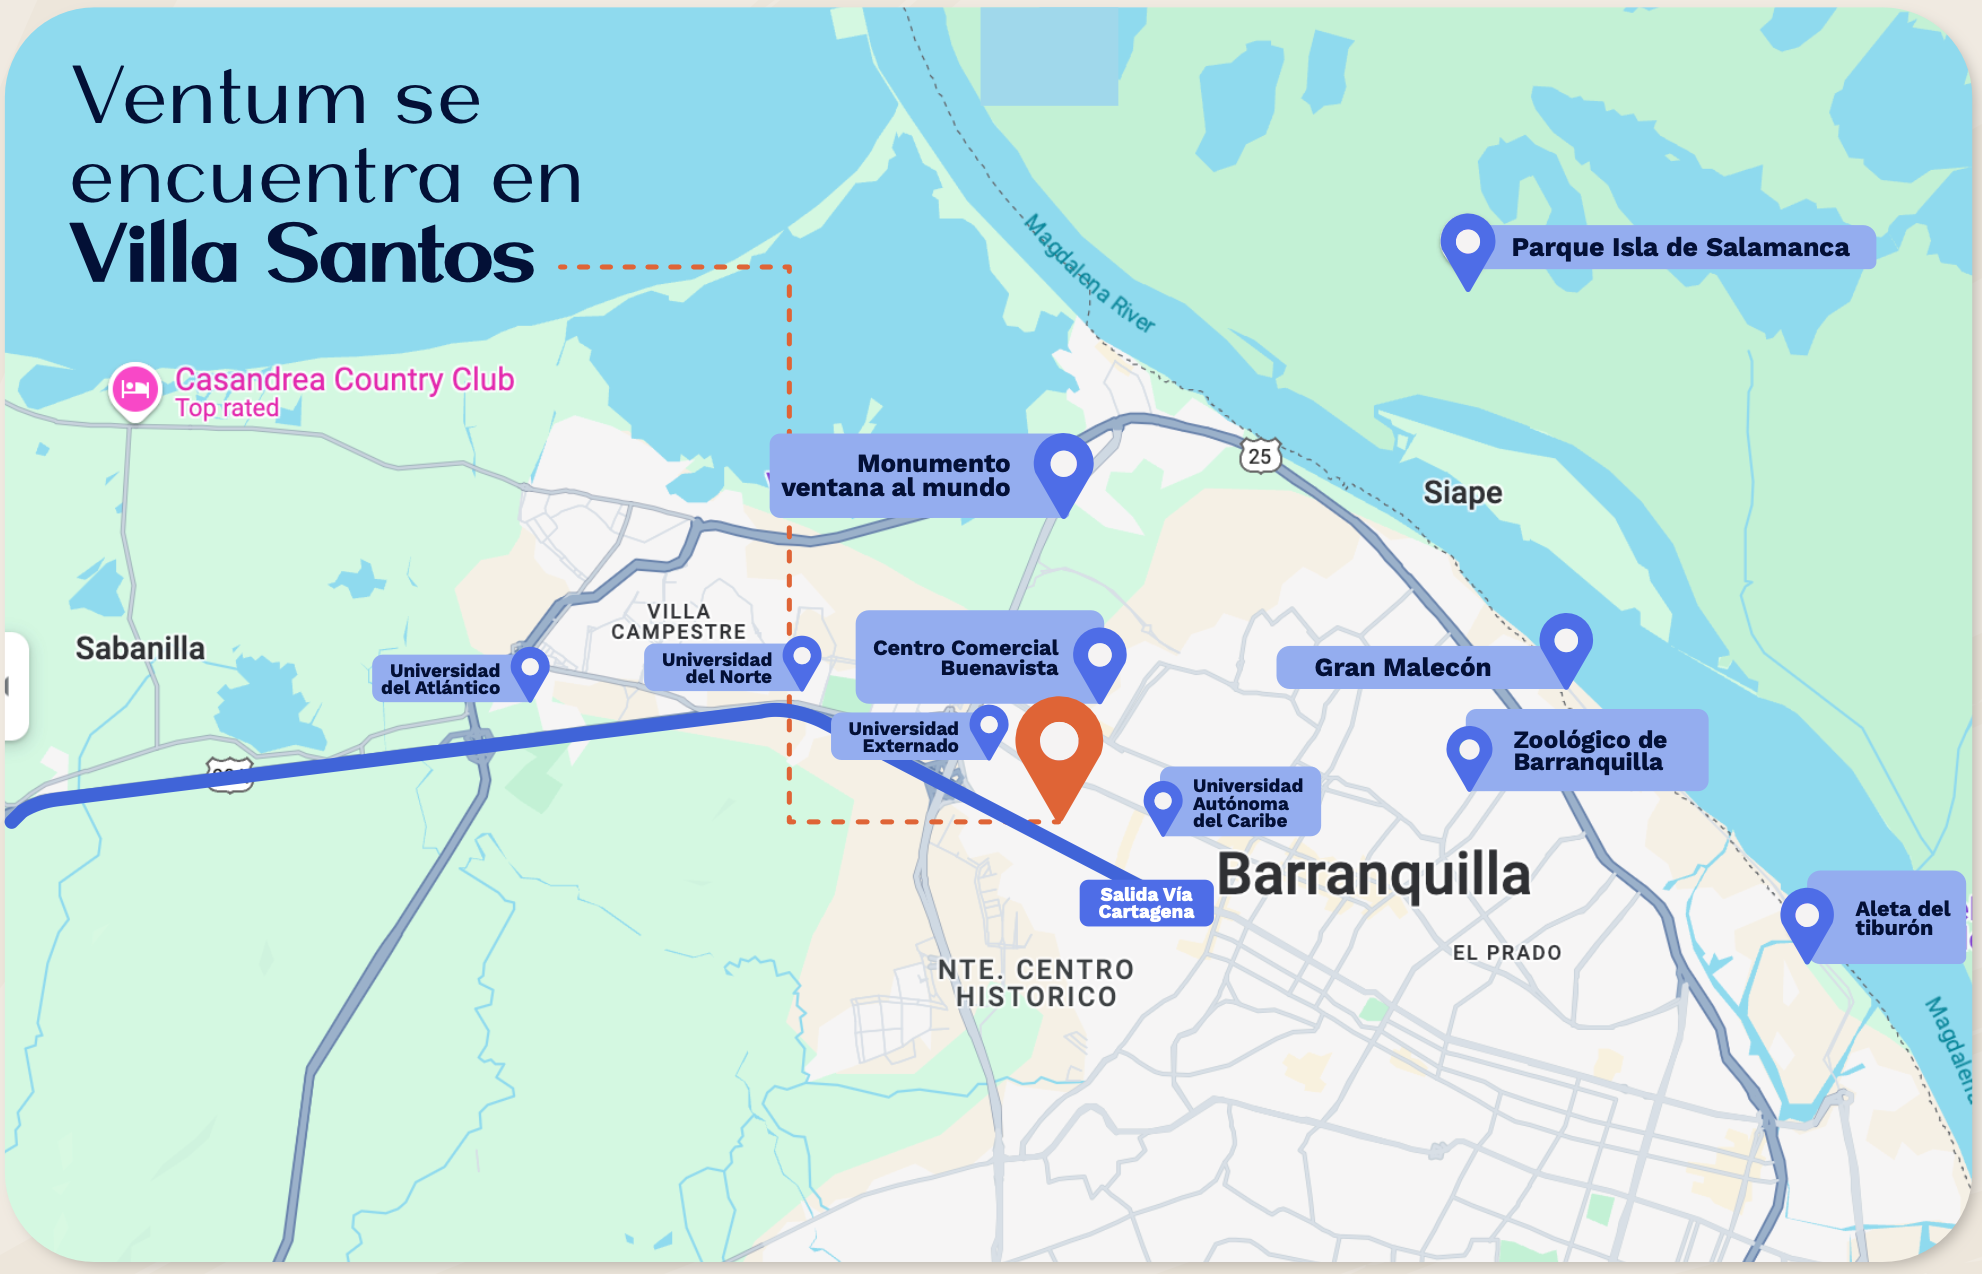 Ventum se
encuentra en
Villa Santos
Magdalena River
Parque Isla de Salamanca
Casandrea Country Club
Top rated
Monumento
ventana al mundo
25
Siape
VILLA
CAMPESTRE
Sabanilla
Universidad
del Atlántico
Universidad
del Norte
Centro Comercial
Buenavista
Gran Malecón
Universidad
Externado
Zoológico de
Barranquilla
Universidad
Autónoma
del Caribe
Barranquilla
Salida Vía
Cartagena
Aleta del
tiburón
EL PRADO
NTE. CENTRO
HISTORICO
Magdalena